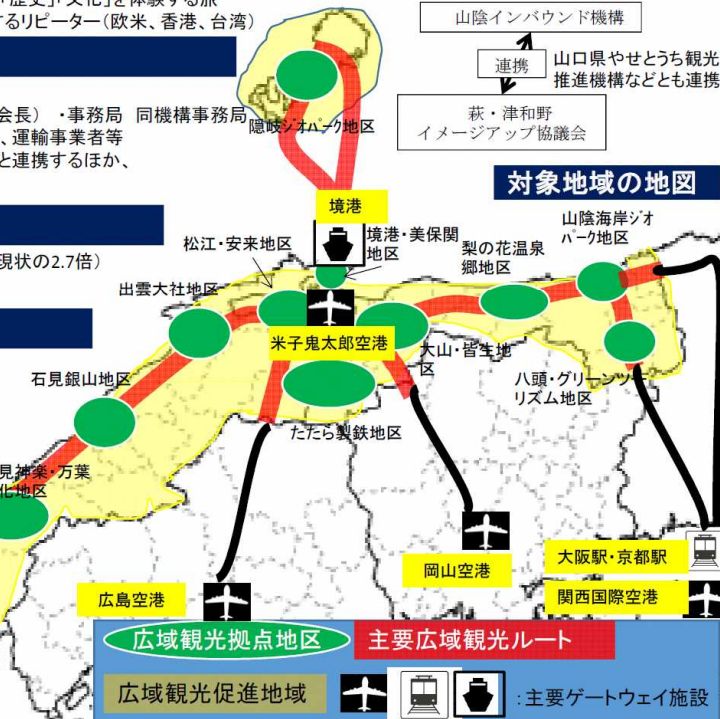 「歴史」「文化」を体験する旅
するリピーター(欧米、香港、台湾)
会長) ・事務局 同機構事務局
、運輸事業者等
と連携するほか、
現状の2.7倍)
山陰インバウンド機構
連携
山口県やせとうち観光
推進機構などとも連携
萩・津和野
イメージアップ協議会
対象地域の地図
隠岐ジオパーク地区
境港
境港・美保関
地区
松江・安来地区
出雲大社地区
山陰海岸ジオ
パーク地区
梨の花温泉
郷地区
米子鬼太郎空港
大山・皆生地
区
石見銀山地区
たたら製鉄地区
八頭・グリーンツー
リズム地区
見神楽・万葉
化地区
広島空港
岡山空港
大阪駅・京都駅
関西国際空港
広域観光拠点地区
主要広域観光ルート
広域観光促進地域
:主要ゲートウェイ施設